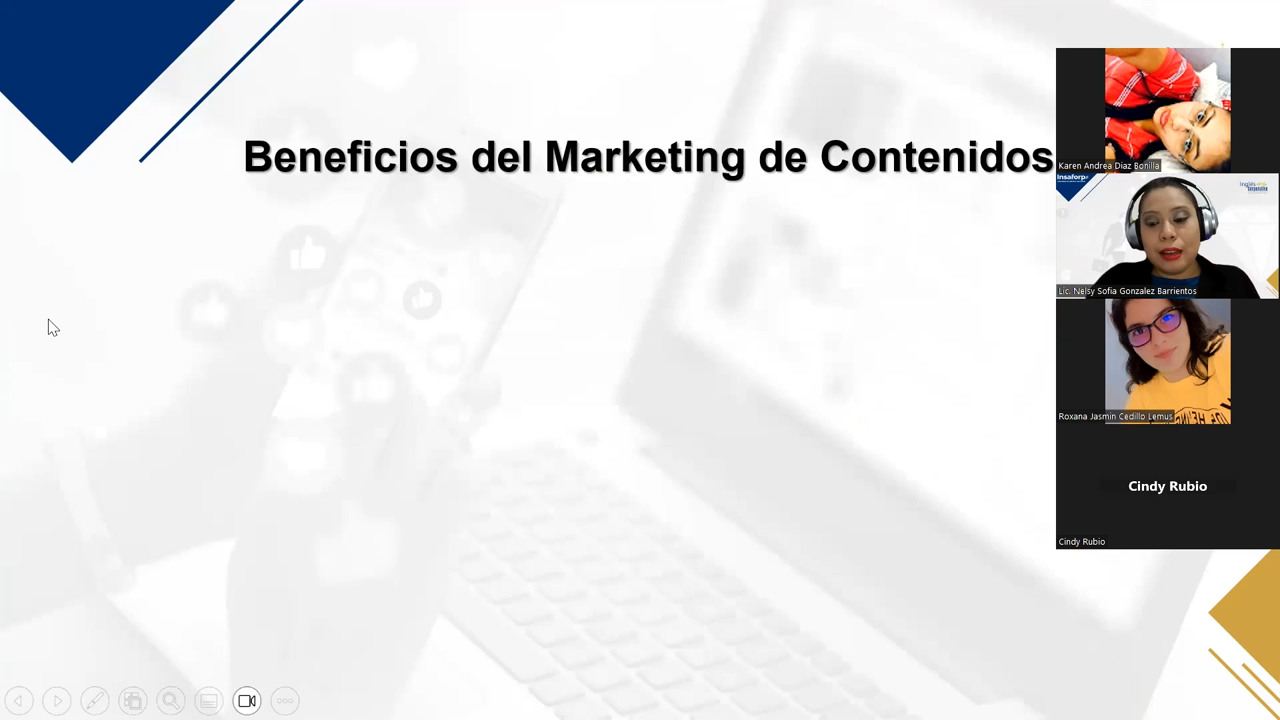 Beneficios del Marketing de Contenidos
Karen Andrea Diaz Bonilla
Insaforp
Inglés
Lic. Nelsy Sofia Gonzalez Barrientos
Roxana Jasmin Cedillo Lemus
Cindy Rubio
Cindy Rubio